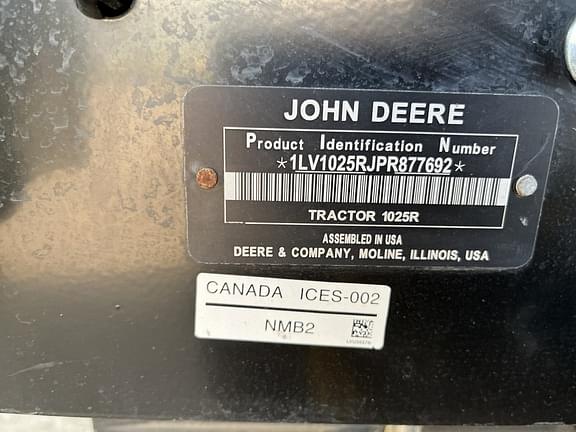 JOHN DEERE
Product Identification Number
*1LV1025RJPR877692*
TRACTOR 1025R
ASSEMBLED IN USA
DEERE & COMPANY, MOLINE, ILLINOIS, USA
CANADA ICES-002
NMB2